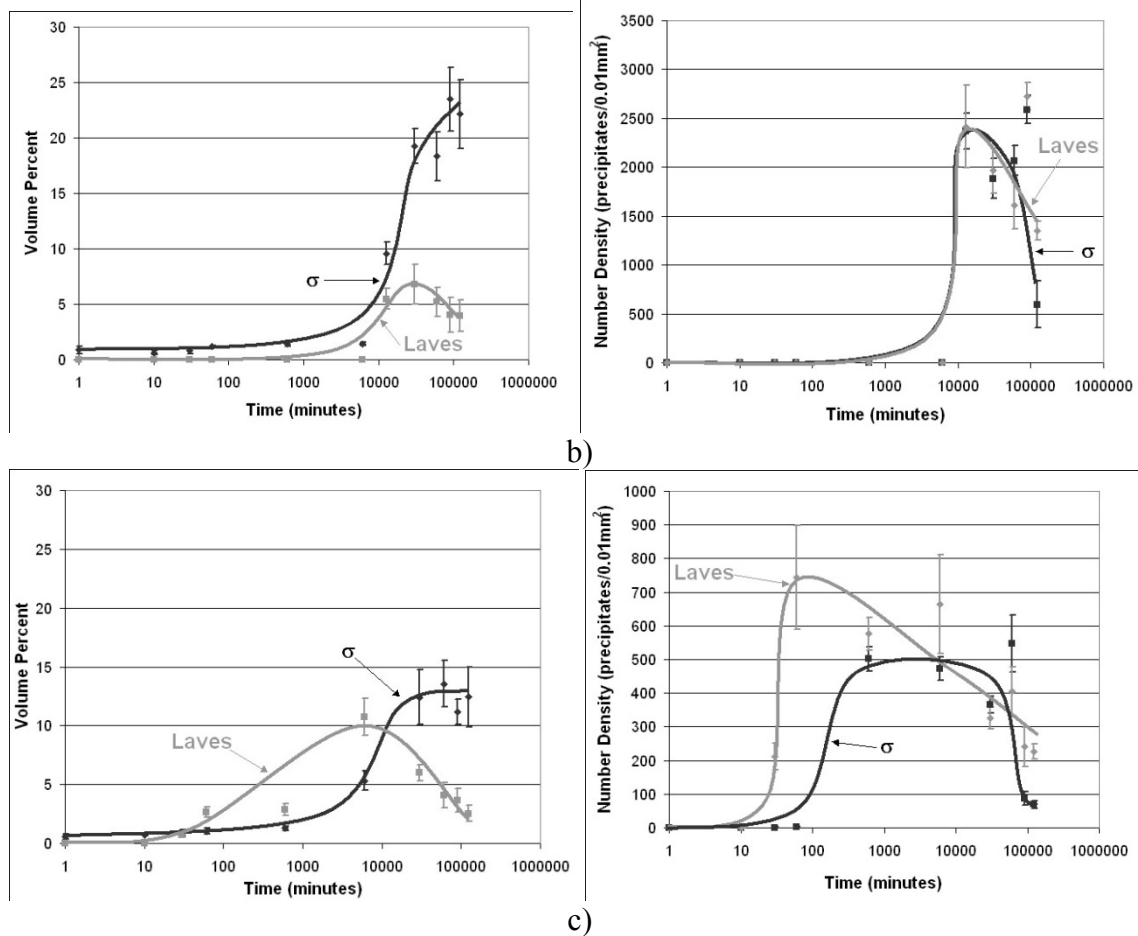 30
25
20
15
10
5
0
Volume Percent
σ
Laves
1 10 100 1000 10000 100000 1000000
Time (minutes)
3500
3000
2500
2000
1500
1000
500
0
Number Density (precipitates/0.01mm²)
Laves
σ
1 10 100 1000 10000 100000 1000000
Time (minutes)
b)
30
25
20
15
10
5
0
Volume Percent
σ
Laves
1 10 100 1000 10000 100000 1000000
Time (minutes)
1000
900
800
700
600
500
400
300
200
100
0
Number Density (precipitates/0.01mm²)
Laves
σ
1 10 100 1000 10000 100000 1000000
Time (minutes)
c)